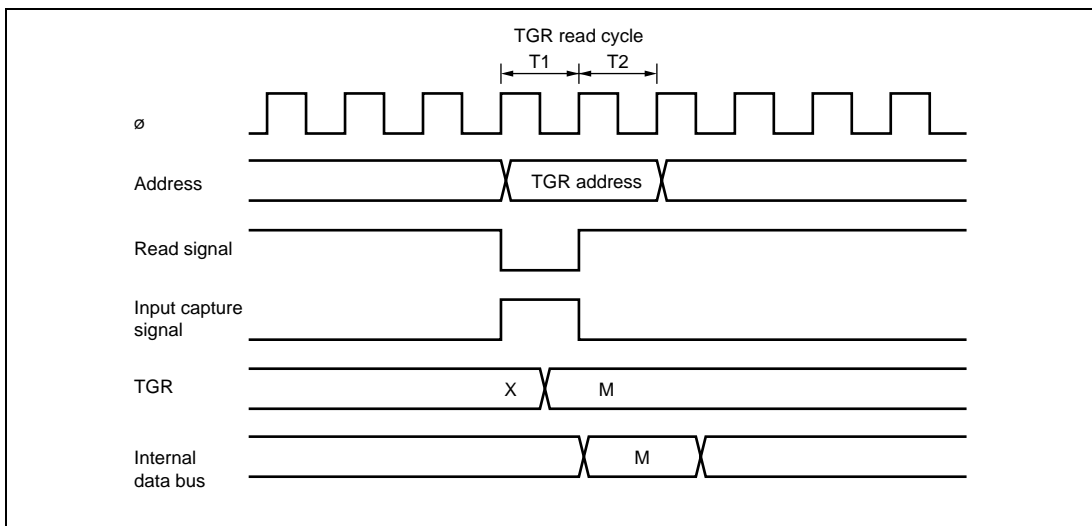 TGR read cycle
T1 T2
ø
Address
TGR address
Read signal
Input capture
signal
TGR
X M
Internal
data bus
M